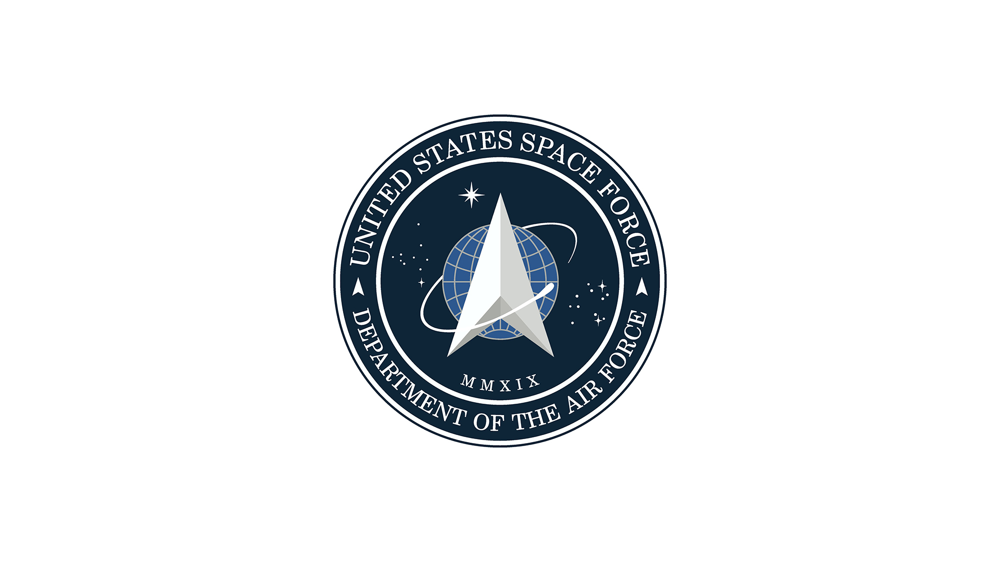 UNITED STATES SPACE FORCE
MMXIX
DEPARTMENT OF THE AIR FORCE